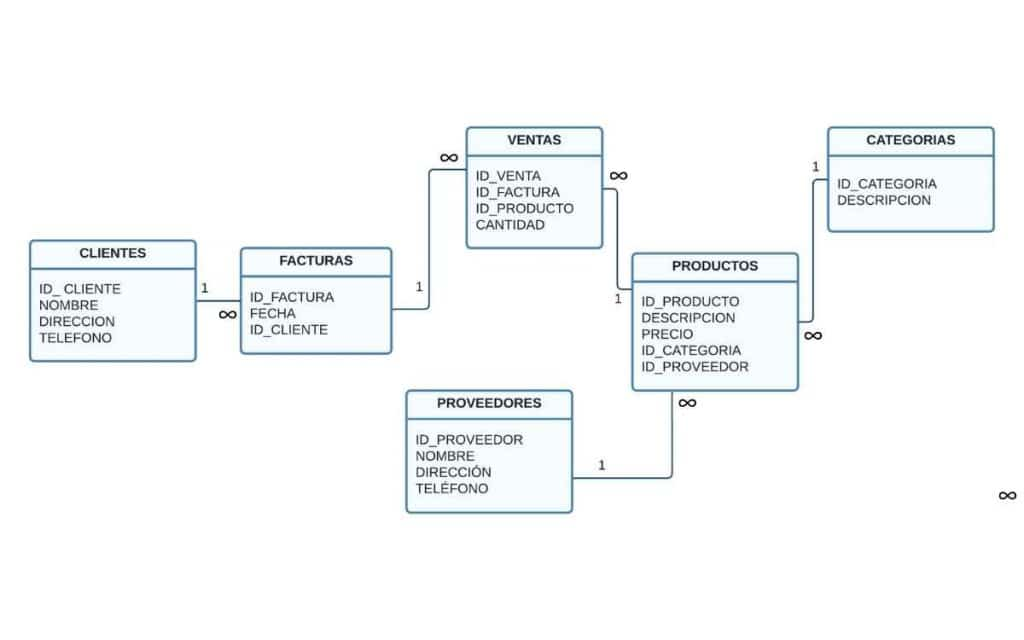 CLIENTES
ID_ CLIENTE
NOMBRE
DIRECCION
TELEFONO
1
∞
FACTURAS
ID_FACTURA
FECHA
ID_CLIENTE
1
∞
VENTAS
ID_VENTA
ID_FACTURA
ID_PRODUCTO
CANTIDAD
∞
1
PRODUCTOS
ID_PRODUCTO
DESCRIPCION
PRECIO
ID_CATEGORIA
ID_PROVEEDOR
∞
1
CATEGORIAS
ID_CATEGORIA
DESCRIPCION
∞
1
PROVEEDORES
ID_PROVEEDOR
NOMBRE
DIRECCIÓN
TELÉFONO
∞